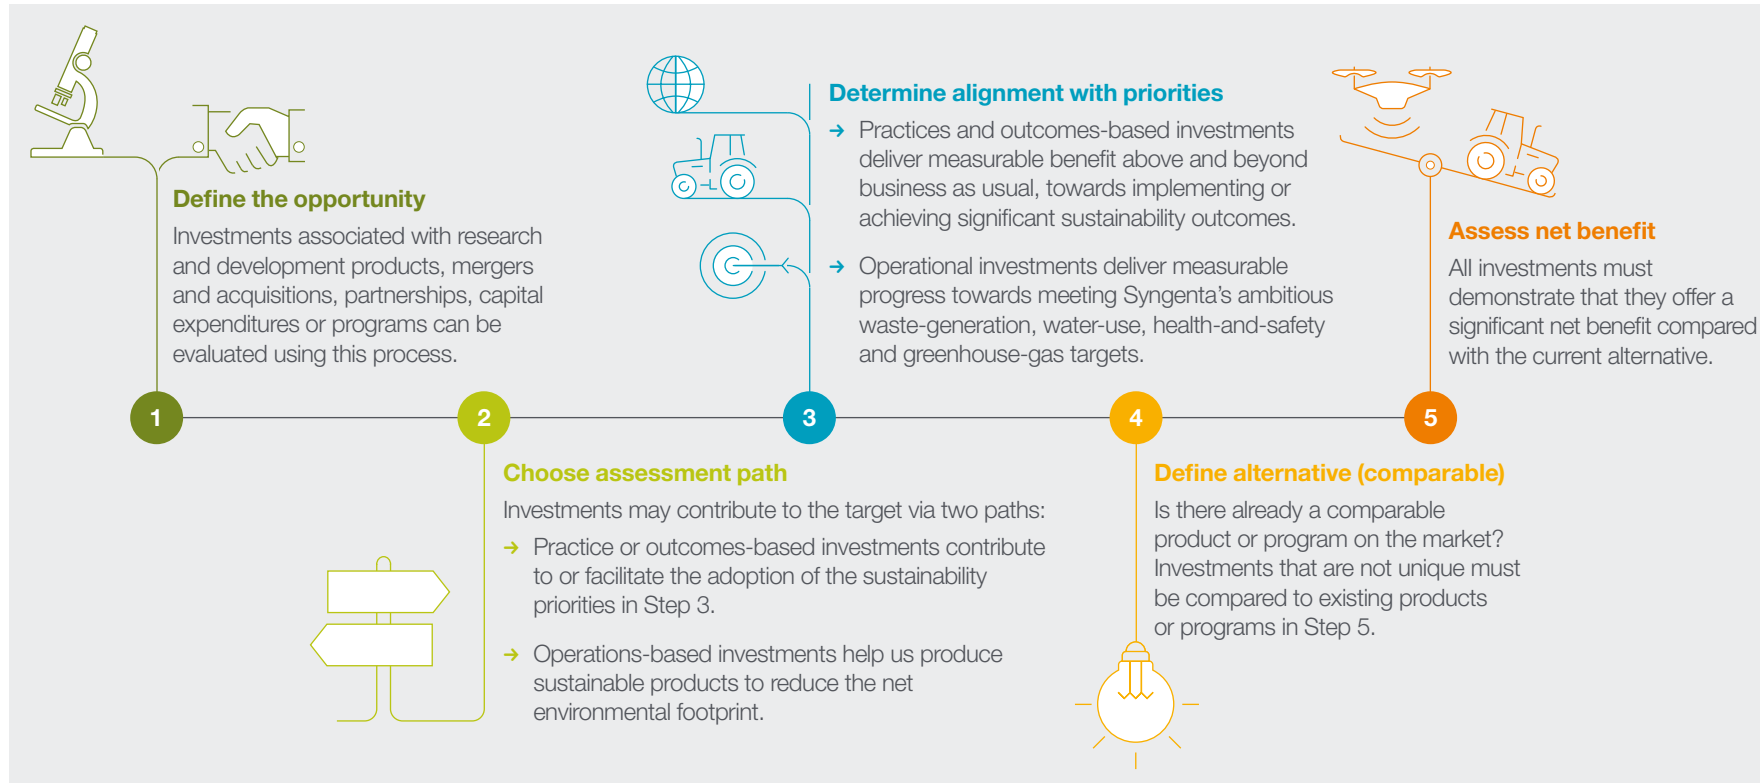 Define the opportunity
Investments associated with research
and development products, mergers
and acquisitions, partnerships, capital
expenditures or programs can be
evaluated using this process.
1
2
Choose assessment path
Investments may contribute to the target via two paths:
→ Practice or outcomes-based investments contribute
to or facilitate the adoption of the sustainability
priorities in Step 3.
→ Operations-based investments help us produce
sustainable products to reduce the net
environmental footprint.
Determine alignment with priorities
→ Practices and outcomes-based investments
deliver measurable benefit above and beyond
business as usual, towards implementing or
achieving significant sustainability outcomes.
→ Operational investments deliver measurable
progress towards meeting Syngenta’s ambitious
waste-generation, water-use, health-and-safety
and greenhouse-gas targets.
3
4
Define alternative (comparable)
Is there already a comparable
product or program on the market?
Investments that are not unique must
be compared to existing products
or programs in Step 5.
Assess net benefit
All investments must
demonstrate that they offer a
significant net benefit compared
with the current alternative.
5